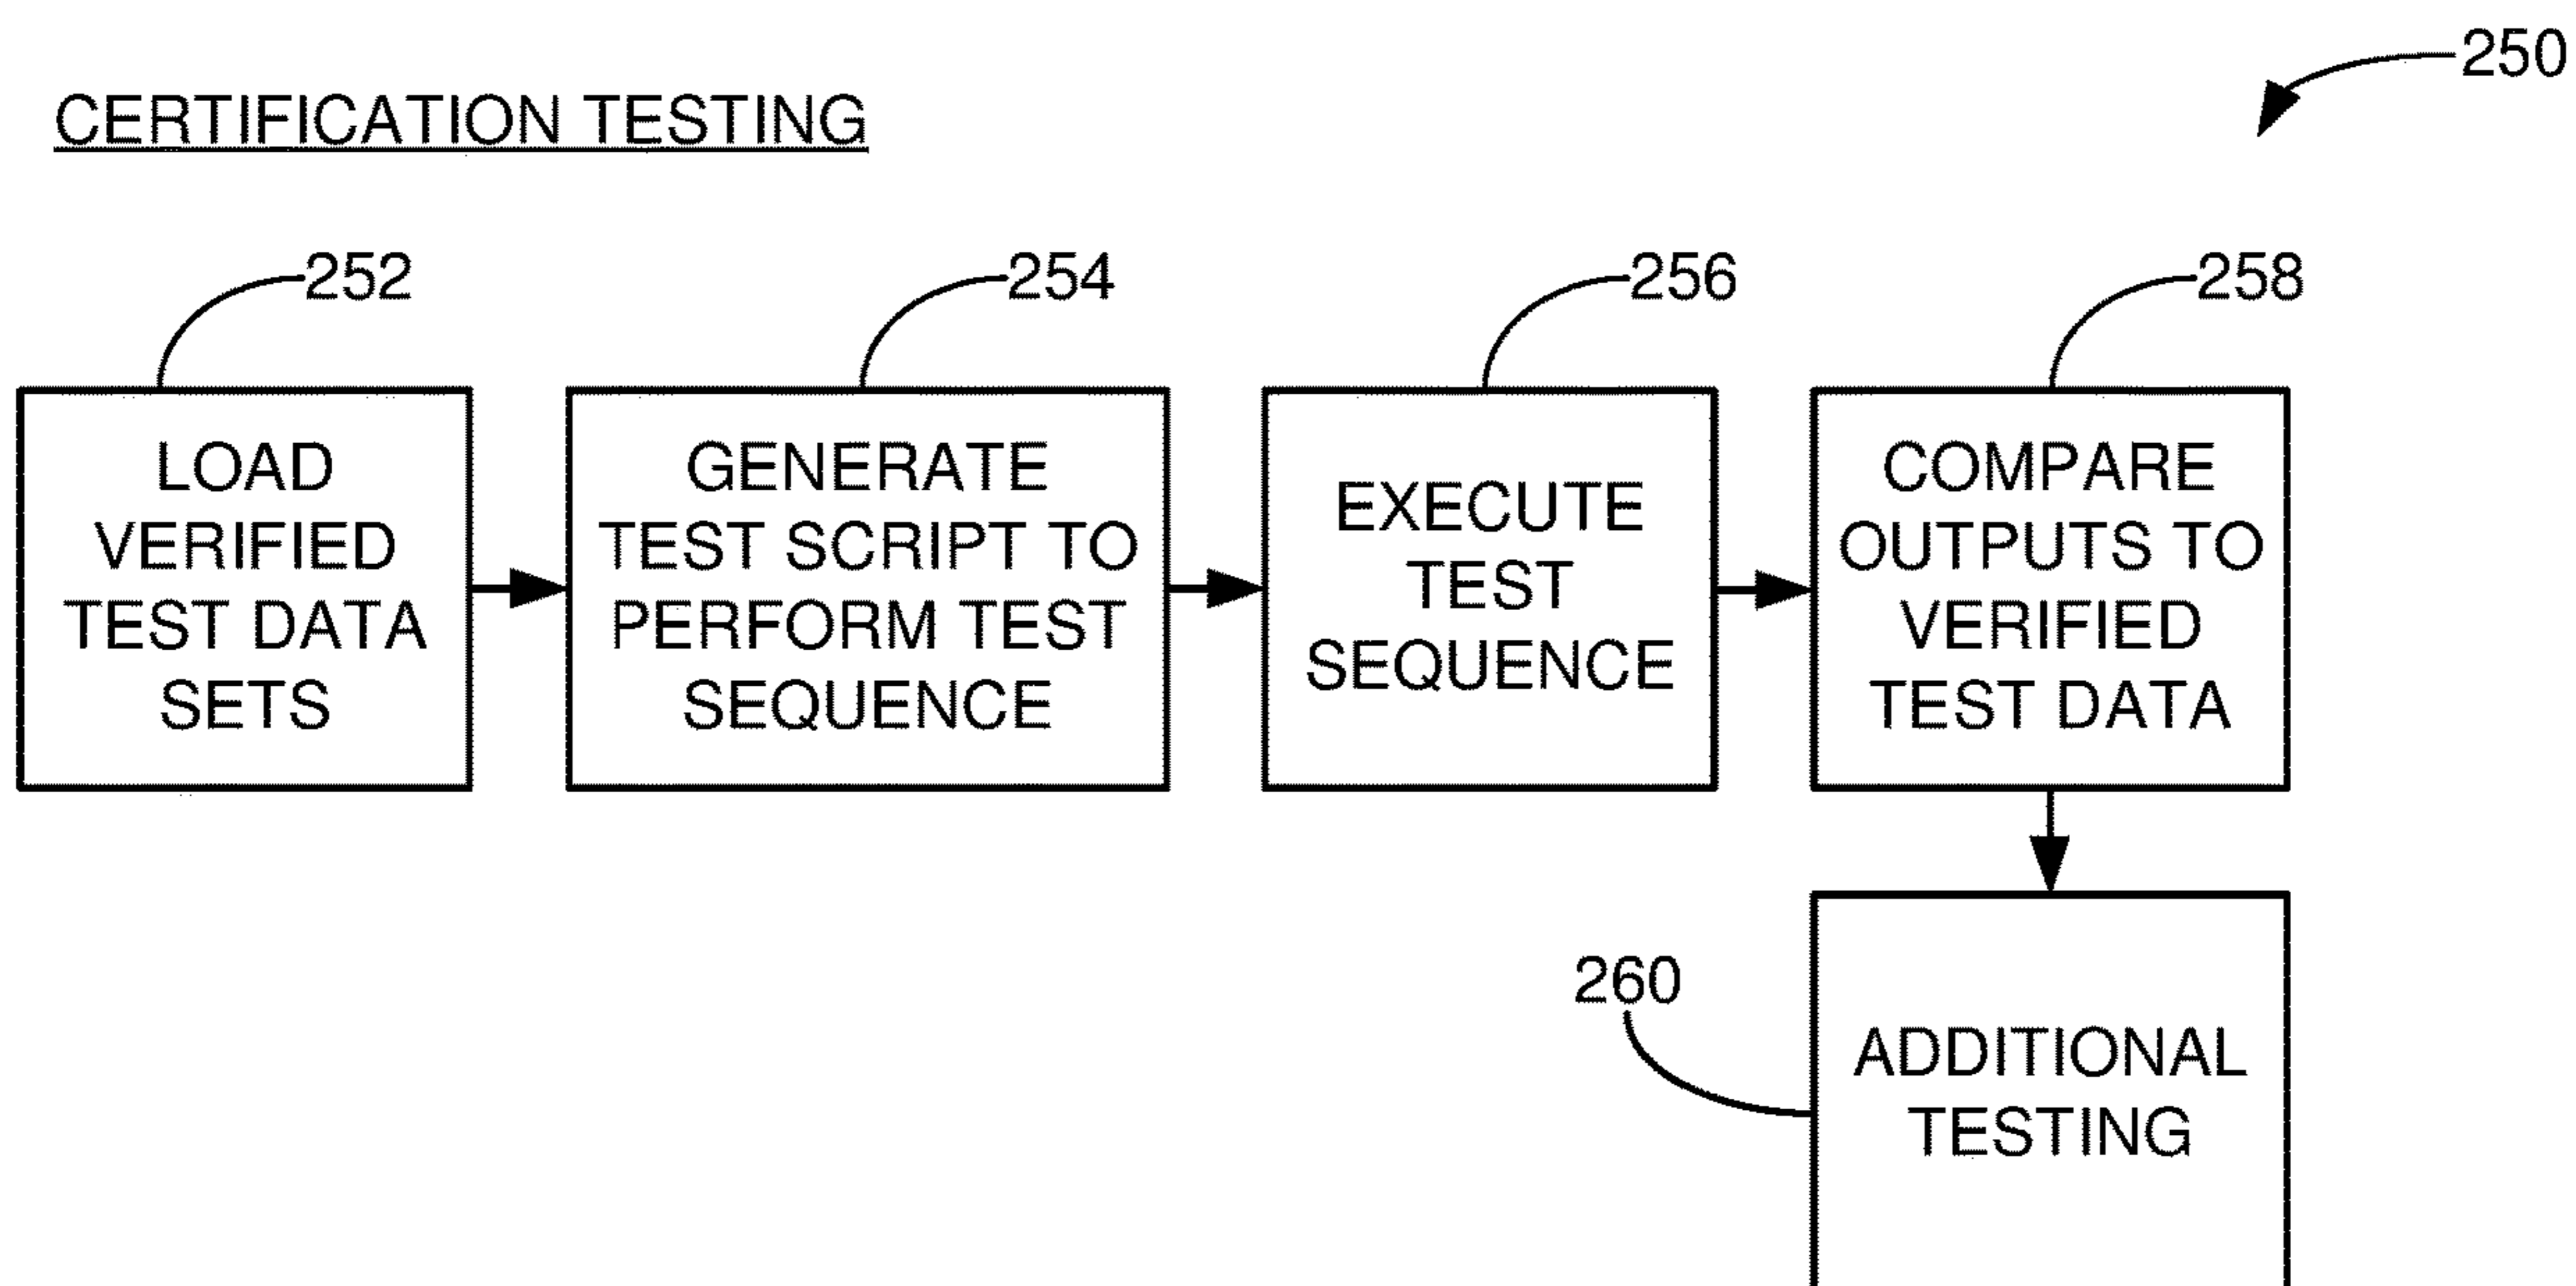 250
CERTIFICATION TESTING
252
254
256
258
LOAD
VERIFIED
TEST DATA
SETS
GENERATE
TEST SCRIPT TO
PERFORM TEST
SEQUENCE
EXECUTE
TEST
SEQUENCE
COMPARE
OUTPUTS TO
VERIFIED
TEST DATA
260
ADDITIONAL
TESTING